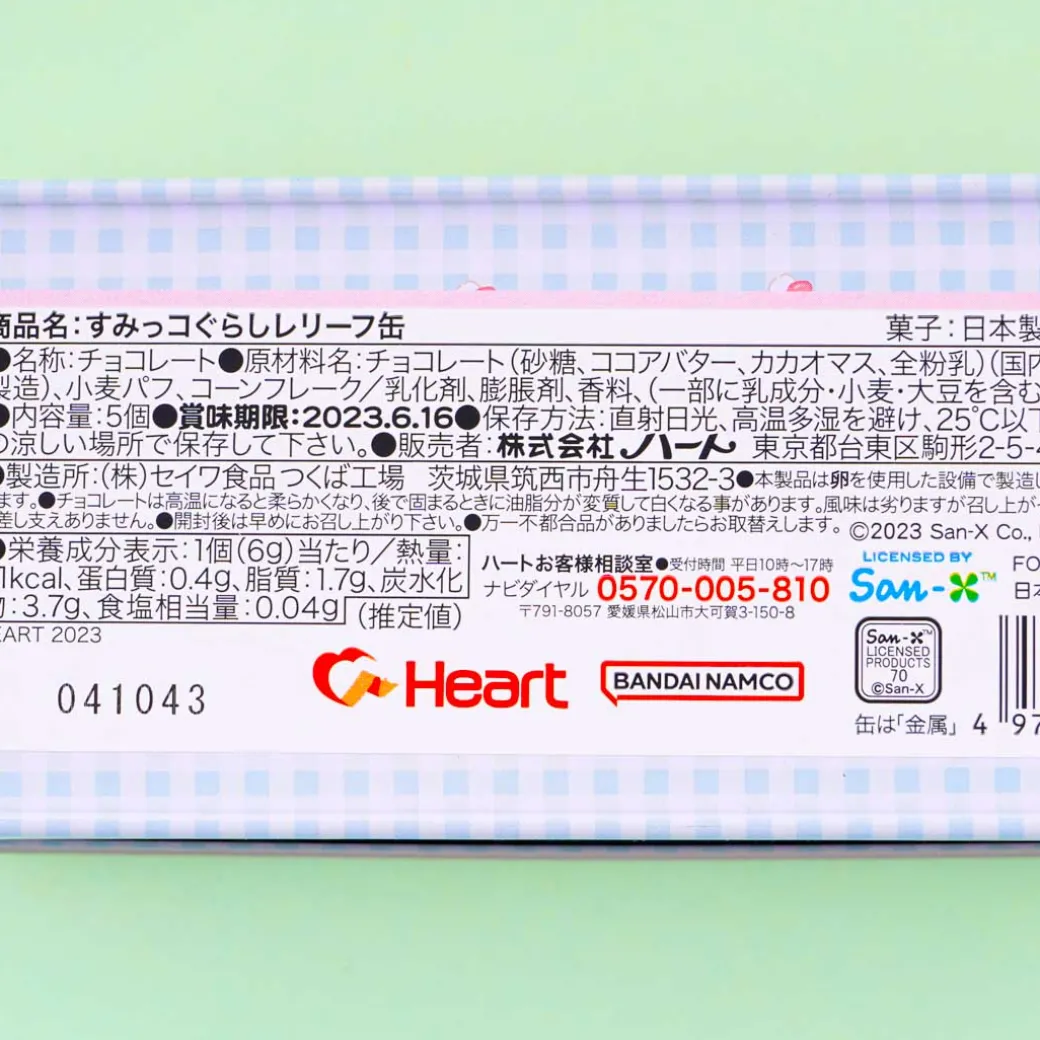 商品名:すみっコぐらしレリーフ缶 菓子:日本製
●名称:チョコレート●原材料名:チョコレート(砂糖、ココアバター、カカオマス、全粉乳)(国内
製造)、小麦パフ、コーンフレーク/乳化剤、膨脹剤、香料、(一部に乳成分・小麦・大豆を含む
●内容量:5個●賞味期限:2023.6.16●保存方法:直射日光、高温多湿を避け、25℃以下
の涼しい場所で保存して下さい。●販売者:株式会社ハート 東京都台東区駒形2-5-4
●製造所:(株)セイワ食品 つくば工場 茨城県筑西市舟生1532-3●本製品は卵を使用した設備で製造し
ます。●チョコレートは高温になると柔らかくなり、後で固まるときに油脂分が変質して白くなる事があります。風味は劣りますが召し上が
差し支えありません。●開封後は早めにお召し上がり下さい。●万一不都合品がありましたらお取替えします。 ©2023 San-X Co.,
●栄養成分表示:1個(6g)当たり/熱量:
1kcal、蛋白質:0.4g、脂質:1.7g、炭水化
物:3.7g、食塩相当量:0.04g (推定値)
EART 2023
ハートお客様相談室●受付時間 平日10時〜17時
ナビダイヤル 0570-005-810
〒791-8057 愛媛県松山市大可賀3-150-8
LICENSED BY
San-X™
FO
日本
San-X™
LICENSED
PRODUCTS
70
©San-X
041043
Heart
BANDAI NAMCO
缶は「金属」 4 97